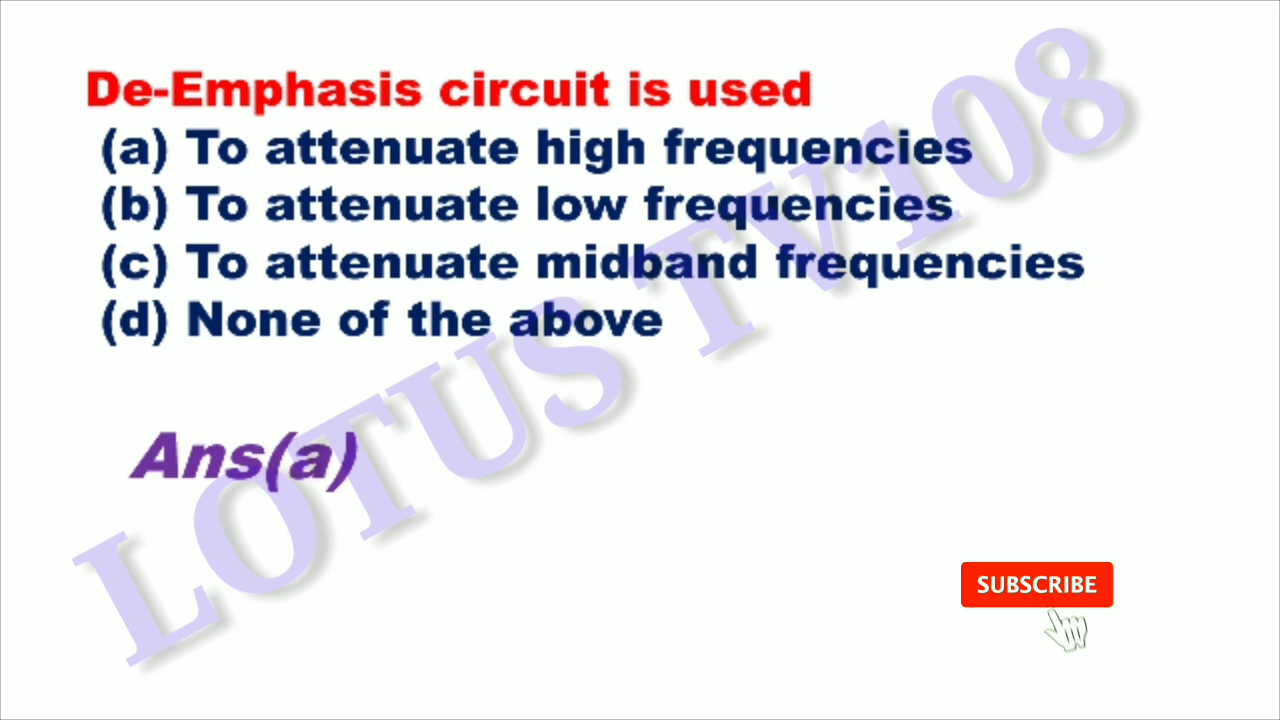 De-Emphasis circuit is used
(a) To attenuate high frequencies
(b) To attenuate low frequencies
(c) To attenuate midband frequencies
(d) None of the above
Ans(a)
LOTUS TV108
SUBSCRIBE